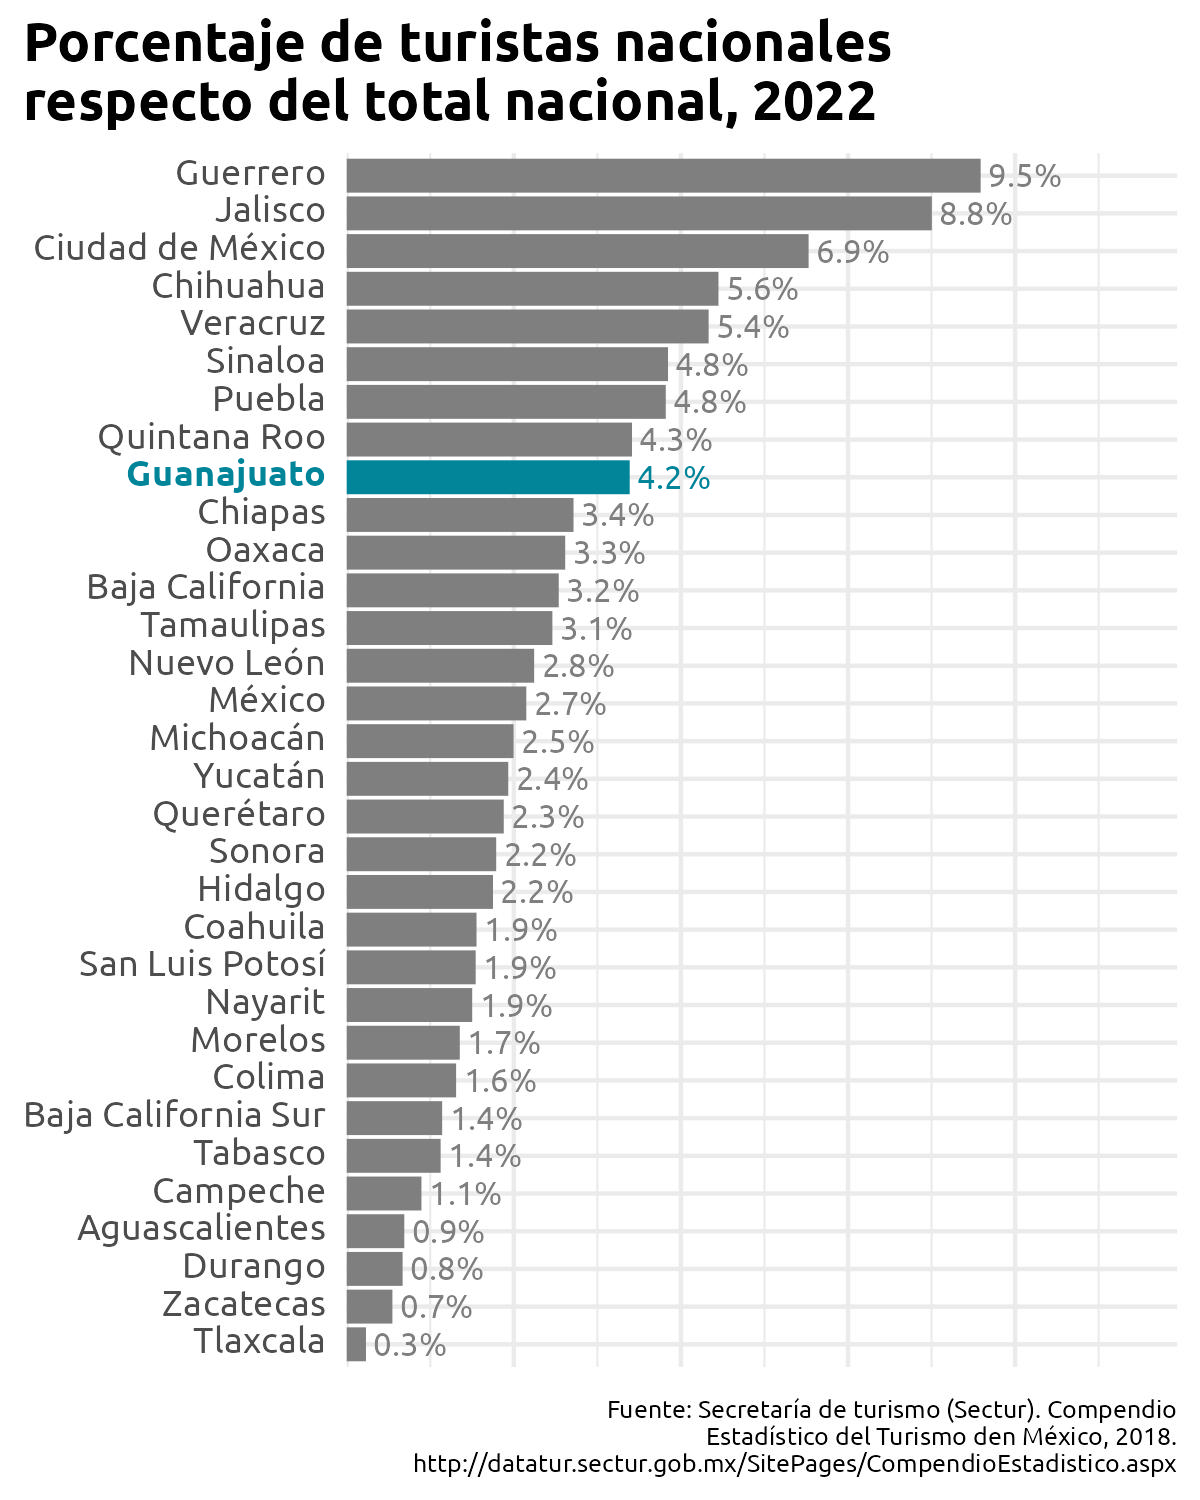 Porcentaje de turistas nacionales
respecto del total nacional, 2022
Guerrero 9.5%
Jalisco 8.8%
Ciudad de México 6.9%
Chihuahua 5.6%
Veracruz 5.4%
Sinaloa 4.8%
Puebla 4.8%
Quintana Roo 4.3%
Guanajuato 4.2%
Chiapas 3.4%
Oaxaca 3.3%
Baja California 3.2%
Tamaulipas 3.1%
Nuevo León 2.8%
México 2.7%
Michoacán 2.5%
Yucatán 2.4%
Querétaro 2.3%
Sonora 2.2%
Hidalgo 2.2%
Coahuila 1.9%
San Luis Potosí 1.9%
Nayarit 1.9%
Morelos 1.7%
Colima 1.6%
Baja California Sur 1.4%
Tabasco 1.4%
Campeche 1.1%
Aguascalientes 0.9%
Durango 0.8%
Zacatecas 0.7%
Tlaxcala 0.3%
Fuente: Secretaría de turismo (Sectur). Compendio
Estadístico del Turismo den México, 2018.
http://datatur.sectur.gob.mx/SitePages/CompendioEstadistico.aspx